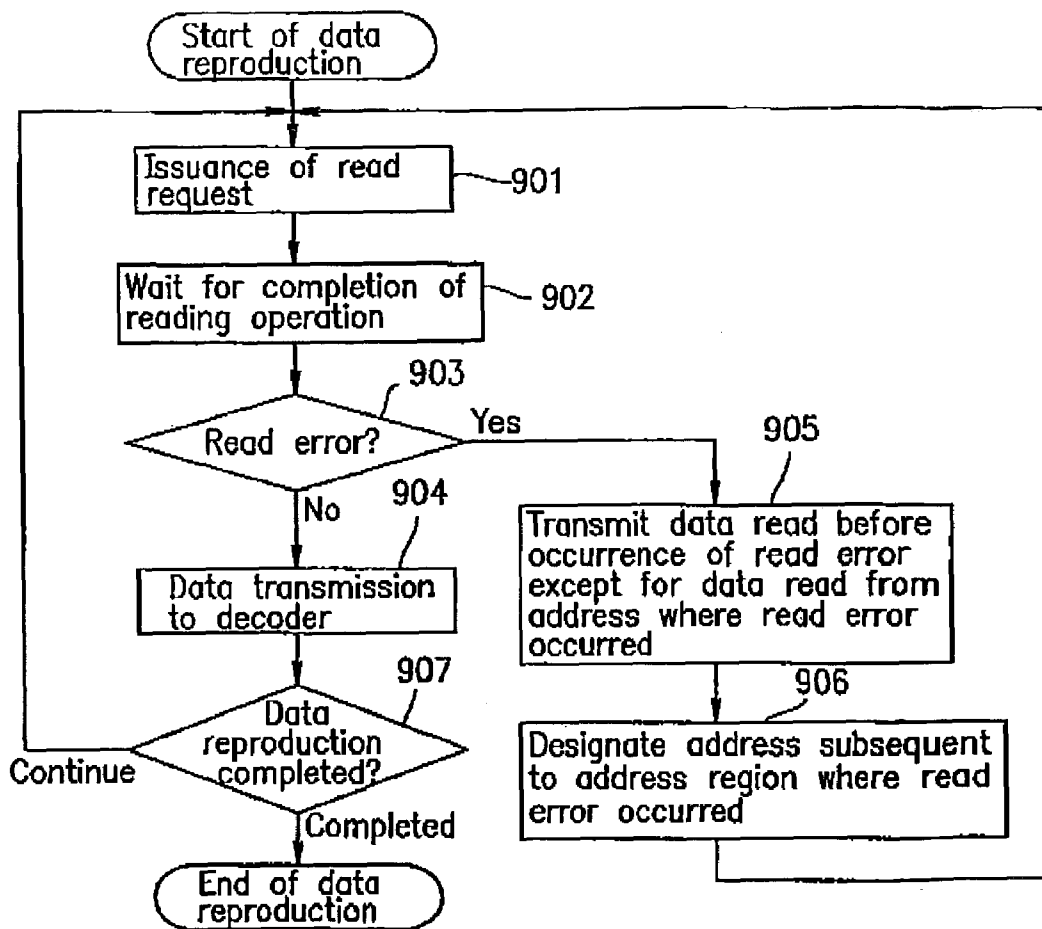 Start of data
reproduction
Issuance of read
request
901
Wait for completion of
reading operation
902
903
Read error?
Yes
No
904
Data transmission
to decoder
905
Transmit data read before
occurrence of read error
except for data read from
address where read error
occurred
906
Designate address subsequent
to address region where read
error occurred
907
Data
reproduction
completed?
Continue
Completed
End of data
reproduction